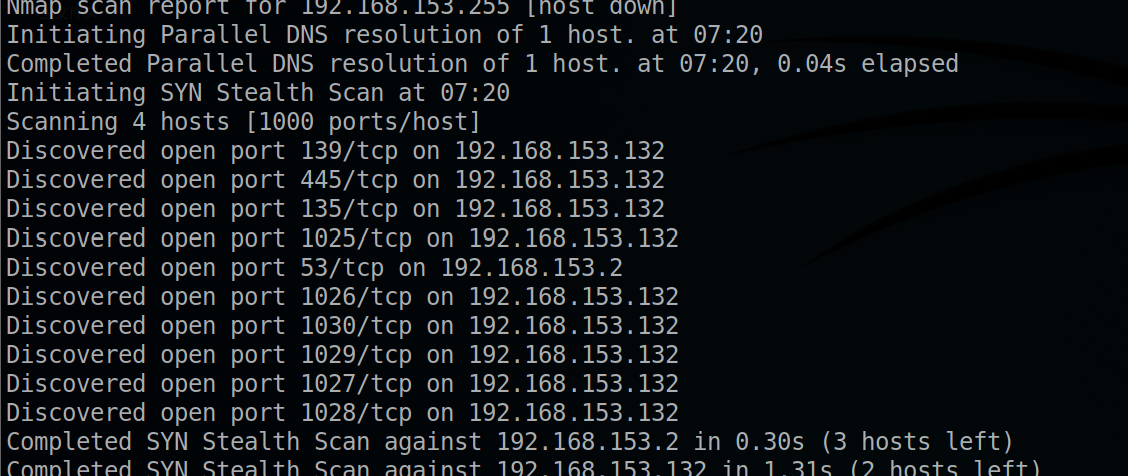 Nmap scan report for 192.168.153.255 [host down]
Initiating Parallel DNS resolution of 1 host. at 07:20
Completed Parallel DNS resolution of 1 host. at 07:20, 0.04s elapsed
Initiating SYN Stealth Scan at 07:20
Scanning 4 hosts [1000 ports/host]
Discovered open port 139/tcp on 192.168.153.132
Discovered open port 445/tcp on 192.168.153.132
Discovered open port 135/tcp on 192.168.153.132
Discovered open port 1025/tcp on 192.168.153.132
Discovered open port 53/tcp on 192.168.153.2
Discovered open port 1026/tcp on 192.168.153.132
Discovered open port 1030/tcp on 192.168.153.132
Discovered open port 1029/tcp on 192.168.153.132
Discovered open port 1027/tcp on 192.168.153.132
Discovered open port 1028/tcp on 192.168.153.132
Completed SYN Stealth Scan against 192.168.153.2 in 0.30s (3 hosts left)
Completed SYN Stealth Scan against 192.168.153.132 in 1.31s (2 hosts left)